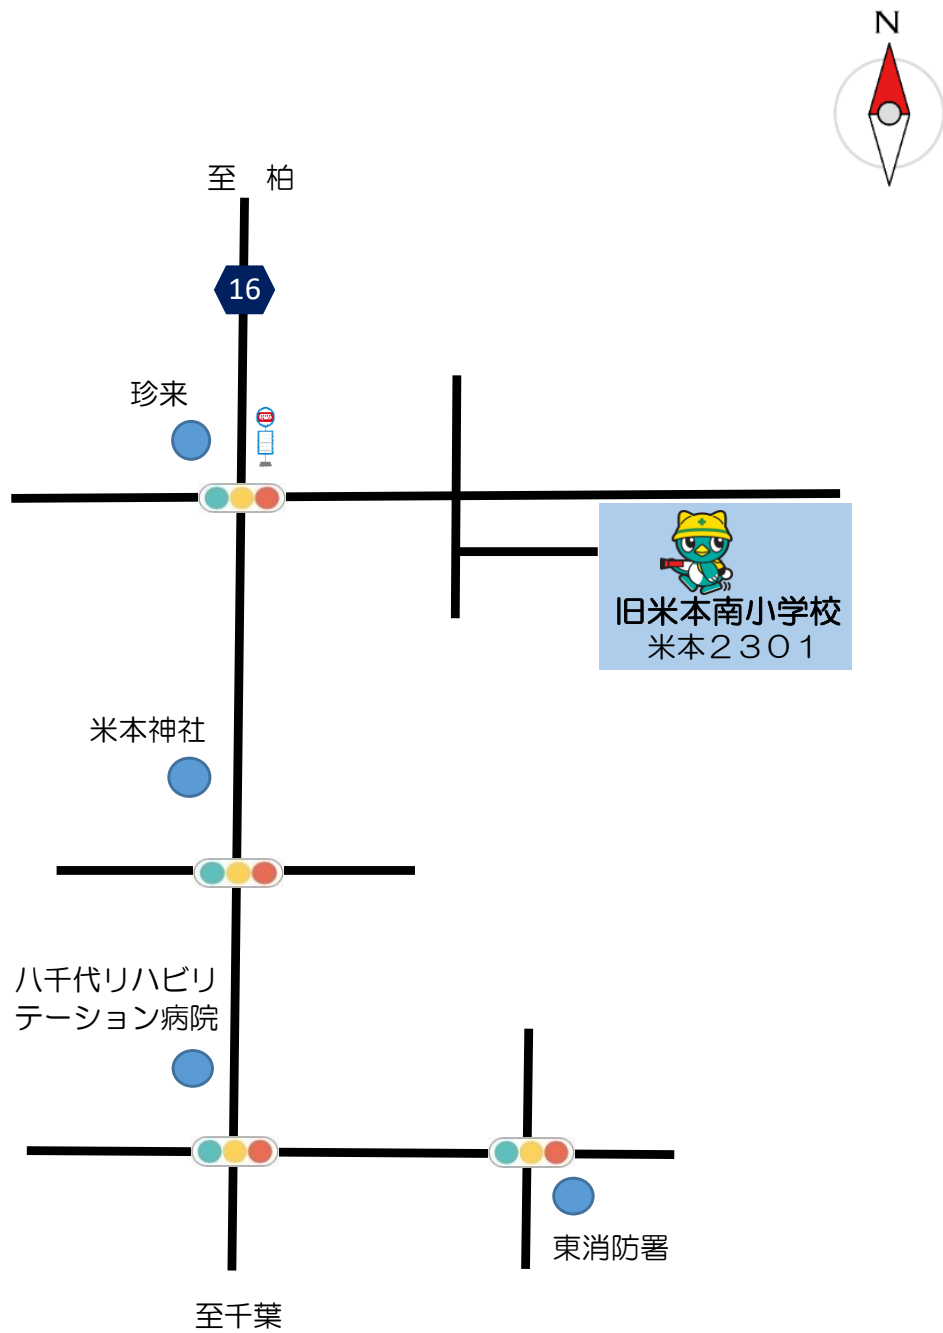 N
至　柏
16
珍来
旧米本南小学校
米本２３０１
米本神社
八千代リハビリ
テーション病院
東消防署
至千葉